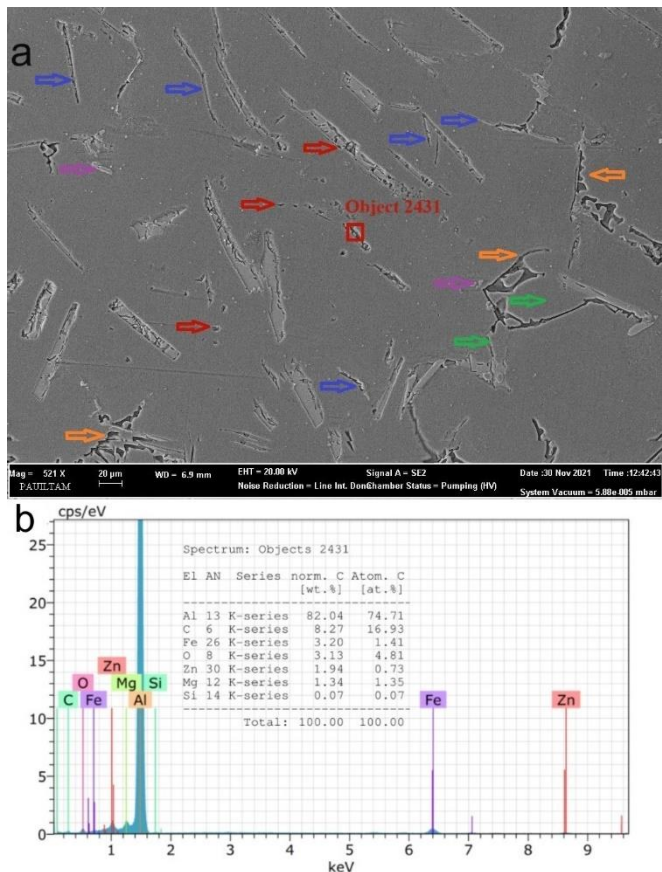 a
Object 2431
Mag = 521 X 20 µm WD = 6.9 mm EHT = 20.00 kV Signal A = SE2 Date :30 Nov 2021 Time :12:42:43
PAUILTAM Noise Reduction = Line Int. Done Chamber Status = Pumping (HV) System Vacuum = 5.88e-005 mbar
b
cps/eV
Spectrum: Objects 2431
El AN Series norm. C Atom. C
[wt.%] [at.%]
Al 13 K-series 82.04 74.71
C 6 K-series 8.27 16.93
Fe 26 K-series 3.20 1.41
O 8 K-series 3.13 4.81
Zn 30 K-series 1.94 0.73
Mg 12 K-series 1.34 1.35
Si 14 K-series 0.07 0.07
Total: 100.00 100.00
25
20
15
10
5
0
Zn
O Mg Si
C Fe Al Fe Zn
1 2 3 4 5 6 7 8 9
keV